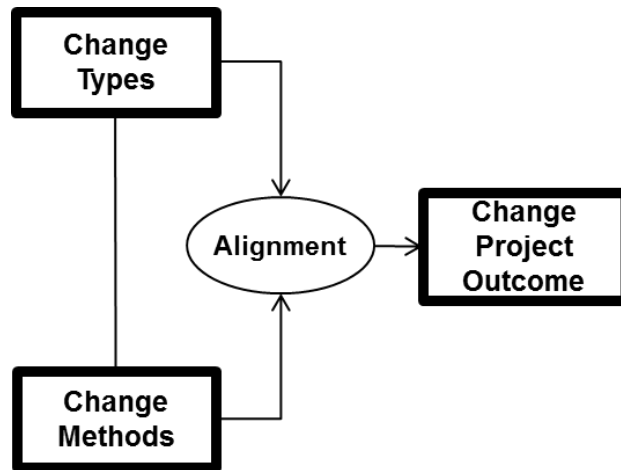 Change
Types
Alignment
Change
Project
Outcome
Change
Methods